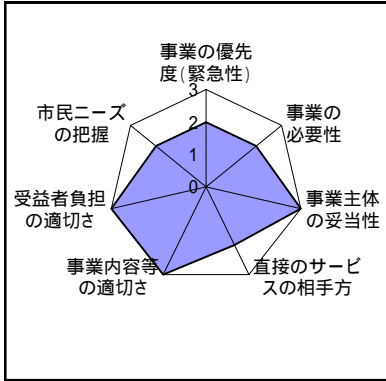 事業の優先
度(緊急性)
3
2
1
0
事業の
必要性
事業主体
の妥当性
直接のサービ
スの相手方
事業内容等
の適切さ
受益者負担
の適切さ
市民ニーズ
の把握